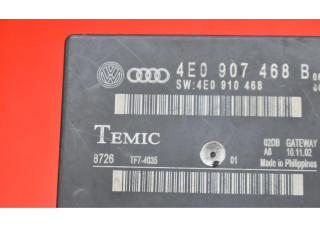 4E0 907 468 B
SW:4E0 910 468
TEMIC
02DB GATEWAY
A6 10.11.02
8726 TF7-4035 01 Made in Philippines